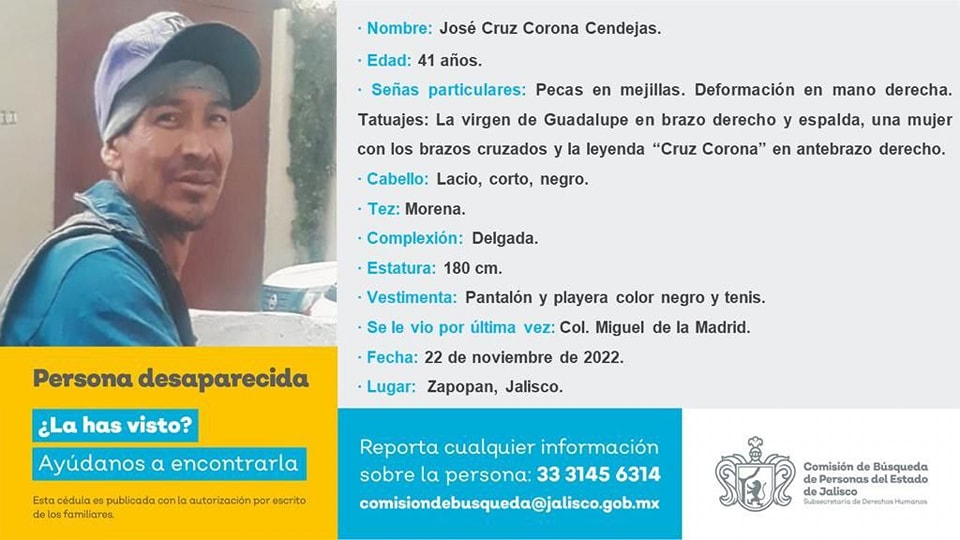 · Nombre: José Cruz Corona Cendejas.
· Edad: 41 años.
· Señas particulares: Pecas en mejillas. Deformación en mano derecha.
Tatuajes: La virgen de Guadalupe en brazo derecho y espalda, una mujer
con los brazos cruzados y la leyenda “Cruz Corona” en antebrazo derecho.
· Cabello: Lacio, corto, negro.
· Tez: Morena.
· Complexión: Delgada.
· Estatura: 180 cm.
· Vestimenta: Pantalón y playera color negro y tenis.
· Se le vio por última vez: Col. Miguel de la Madrid.
· Fecha: 22 de noviembre de 2022.
· Lugar: Zapopan, Jalisco.
Persona desaparecida
¿La has visto?
Ayúdanos a encontrarla
Esta cédula es publicada con la autorización por escrito
de los familiares.
Reporta cualquier información
sobre la persona: 33 3145 6314
comisiondebusqueda@jalisco.gob.mx
Comisión de Búsqueda
de Personas del Estado
de Jalisco
Subsecretaría de Derechos Humanos